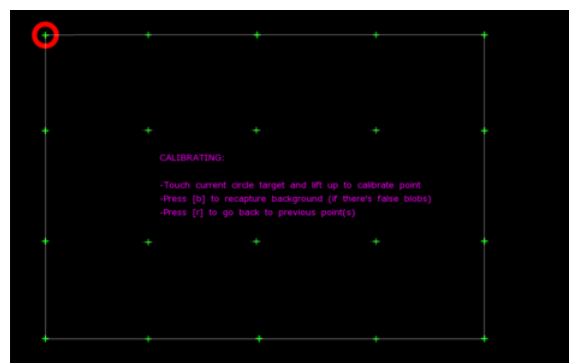 CALIBRATING:
-Touch current circle target and lift up to calibrate point
-Press [b] to recapture background (if there's false blobs)
-Press [r] to go back to previous point(s)